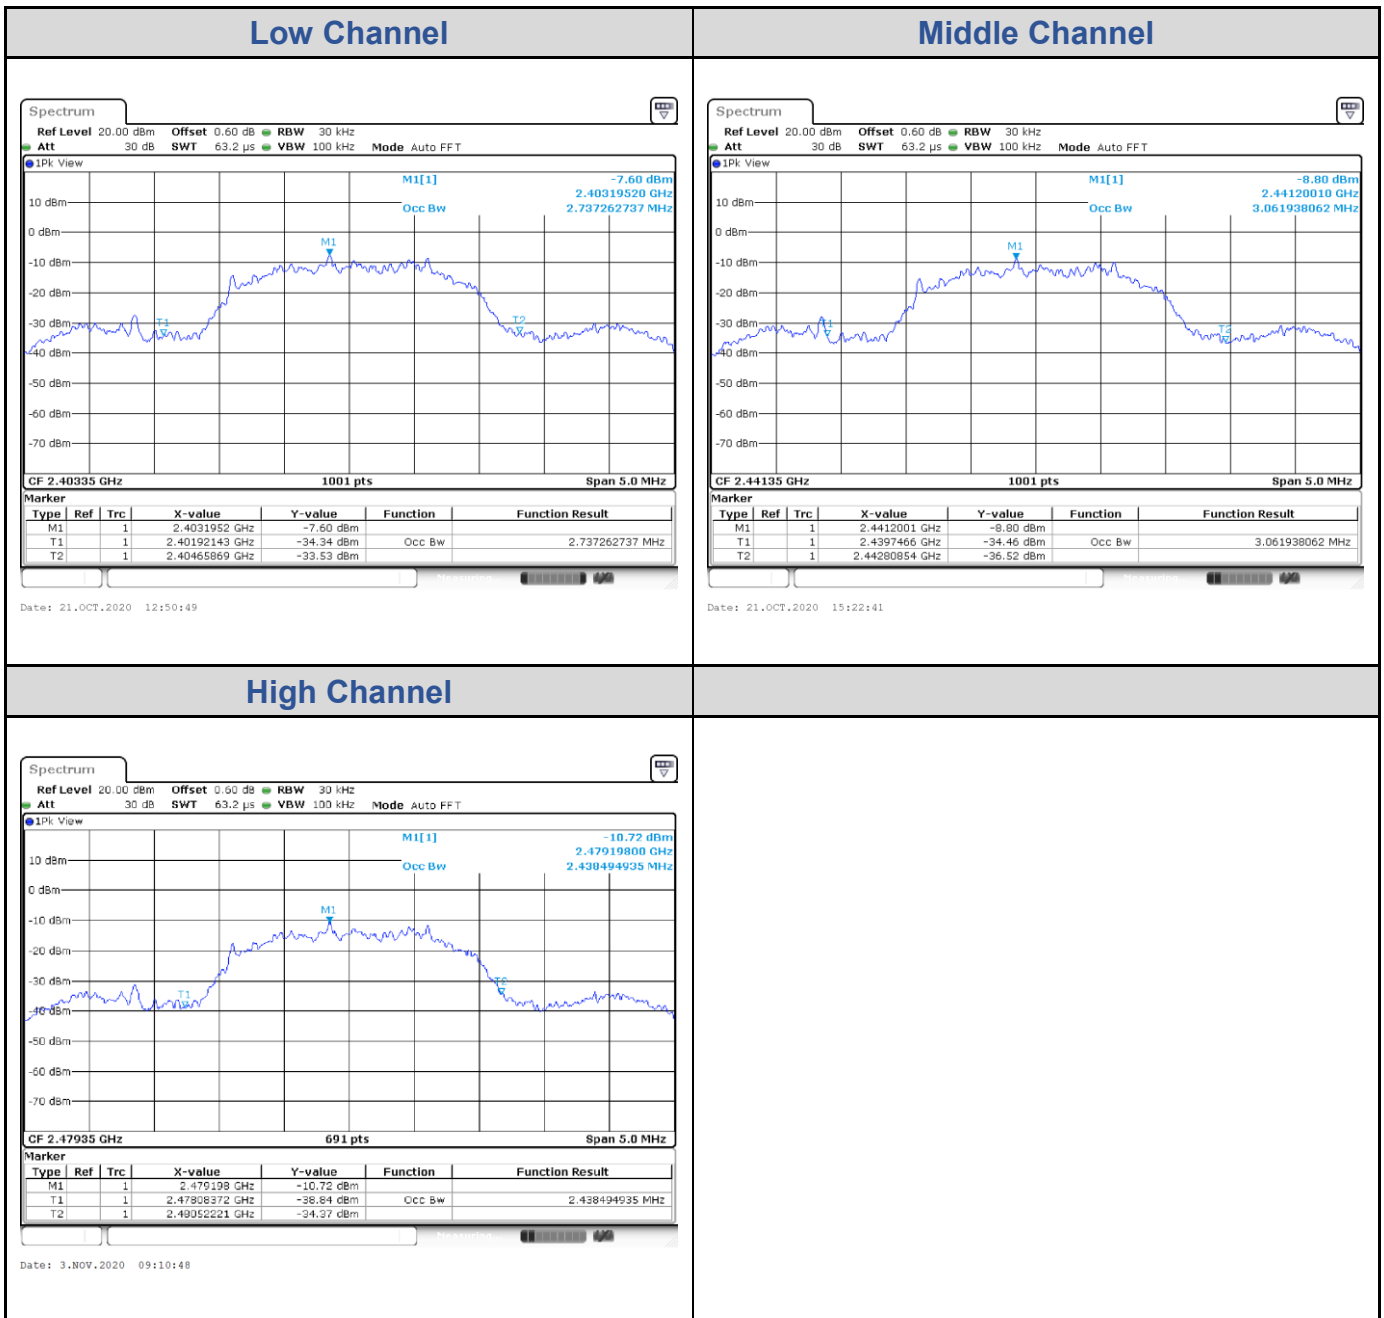 Low Channel
Middle Channel
Spectrum
Ref Level 20.00 dBm Offset 0.60 dB RBW 30 kHz
Att 30 dB SWT 63.2 µs VBW 100 kHz Mode Auto FFT
1Pk View
M1[1] -7.60 dBm
2.40319520 GHz
Occ Bw 2.737262737 MHz
10 dBm
0 dBm
M1
-10 dBm
-20 dBm
-30 dBm
T1
T2
-40 dBm
-50 dBm
-60 dBm
-70 dBm
CF 2.40335 GHz 1001 pts Span 5.0 MHz
Marker
Type Ref Trc X-value Y-value Function Function Result
M1 1 2.4031952 GHz -7.60 dBm
T1 1 2.40192143 GHz -34.34 dBm Occ Bw 2.737262737 MHz
T2 1 2.40465869 GHz -33.53 dBm
Measuring...
Date: 21.OCT.2020 12:50:49
Spectrum
Ref Level 20.00 dBm Offset 0.60 dB RBW 30 kHz
Att 30 dB SWT 63.2 µs VBW 100 kHz Mode Auto FFT
1Pk View
M1[1] -8.80 dBm
2.44120010 GHz
Occ Bw 3.061938062 MHz
10 dBm
0 dBm
M1
-10 dBm
-20 dBm
-30 dBm
T1
T2
-40 dBm
-50 dBm
-60 dBm
-70 dBm
CF 2.44135 GHz 1001 pts Span 5.0 MHz
Marker
Type Ref Trc X-value Y-value Function Function Result
M1 1 2.4412001 GHz -8.80 dBm
T1 1 2.4397466 GHz -34.46 dBm Occ Bw 3.061938062 MHz
T2 1 2.44280854 GHz -36.52 dBm
Measuring...
Date: 21.OCT.2020 15:22:41
High Channel
Spectrum
Ref Level 20.00 dBm Offset 0.60 dB RBW 30 kHz
Att 30 dB SWT 63.2 µs VBW 100 kHz Mode Auto FFT
1Pk View
M1[1] -10.72 dBm
2.47919800 GHz
Occ Bw 2.438494935 MHz
10 dBm
0 dBm
M1
-10 dBm
-20 dBm
-30 dBm
T1
T2
-40 dBm
-50 dBm
-60 dBm
-70 dBm
CF 2.47935 GHz 691 pts Span 5.0 MHz
Marker
Type Ref Trc X-value Y-value Function Function Result
M1 1 2.479198 GHz -10.72 dBm
T1 1 2.47808372 GHz -38.84 dBm Occ Bw 2.438494935 MHz
T2 1 2.48052221 GHz -34.37 dBm
Measuring...
Date: 3.NOV.2020 09:10:48